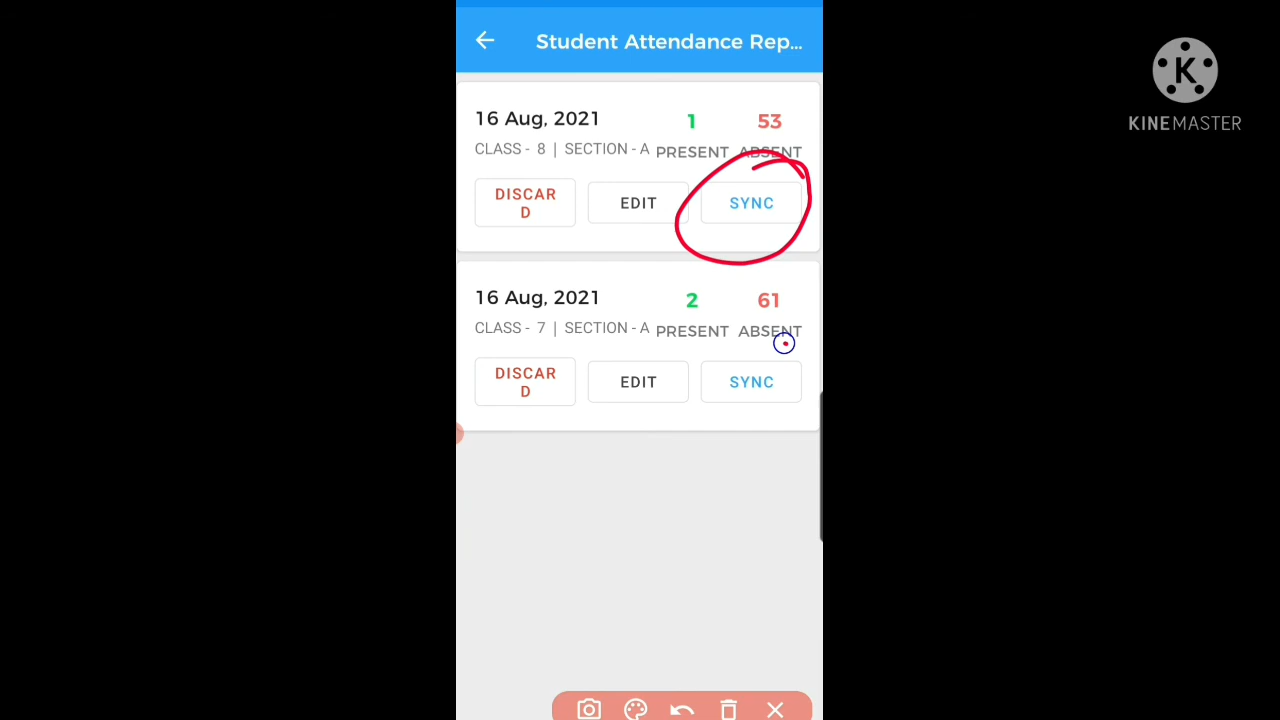 Student Attendance Rep...
K
KINEMASTER
16 Aug, 2021
1
53
CLASS - 8 | SECTION - A
PRESENT
ABSENT
DISCAR
D
EDIT
SYNC
16 Aug, 2021
2
61
CLASS - 7 | SECTION - A
PRESENT
ABSENT
DISCAR
D
EDIT
SYNC